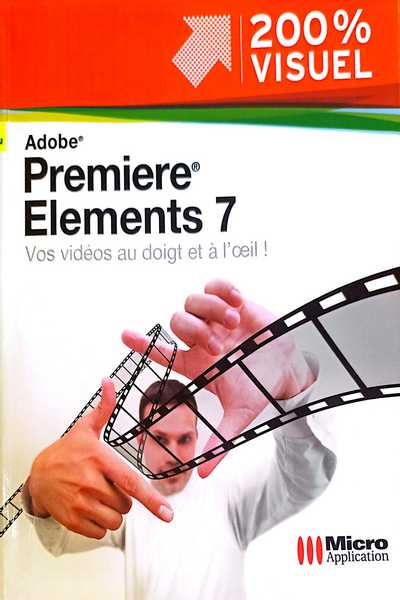 200%
VISUEL
Adobe®
Premiere®
Elements 7
Vos vidéos au doigt et à l'œil !
Micro
Application